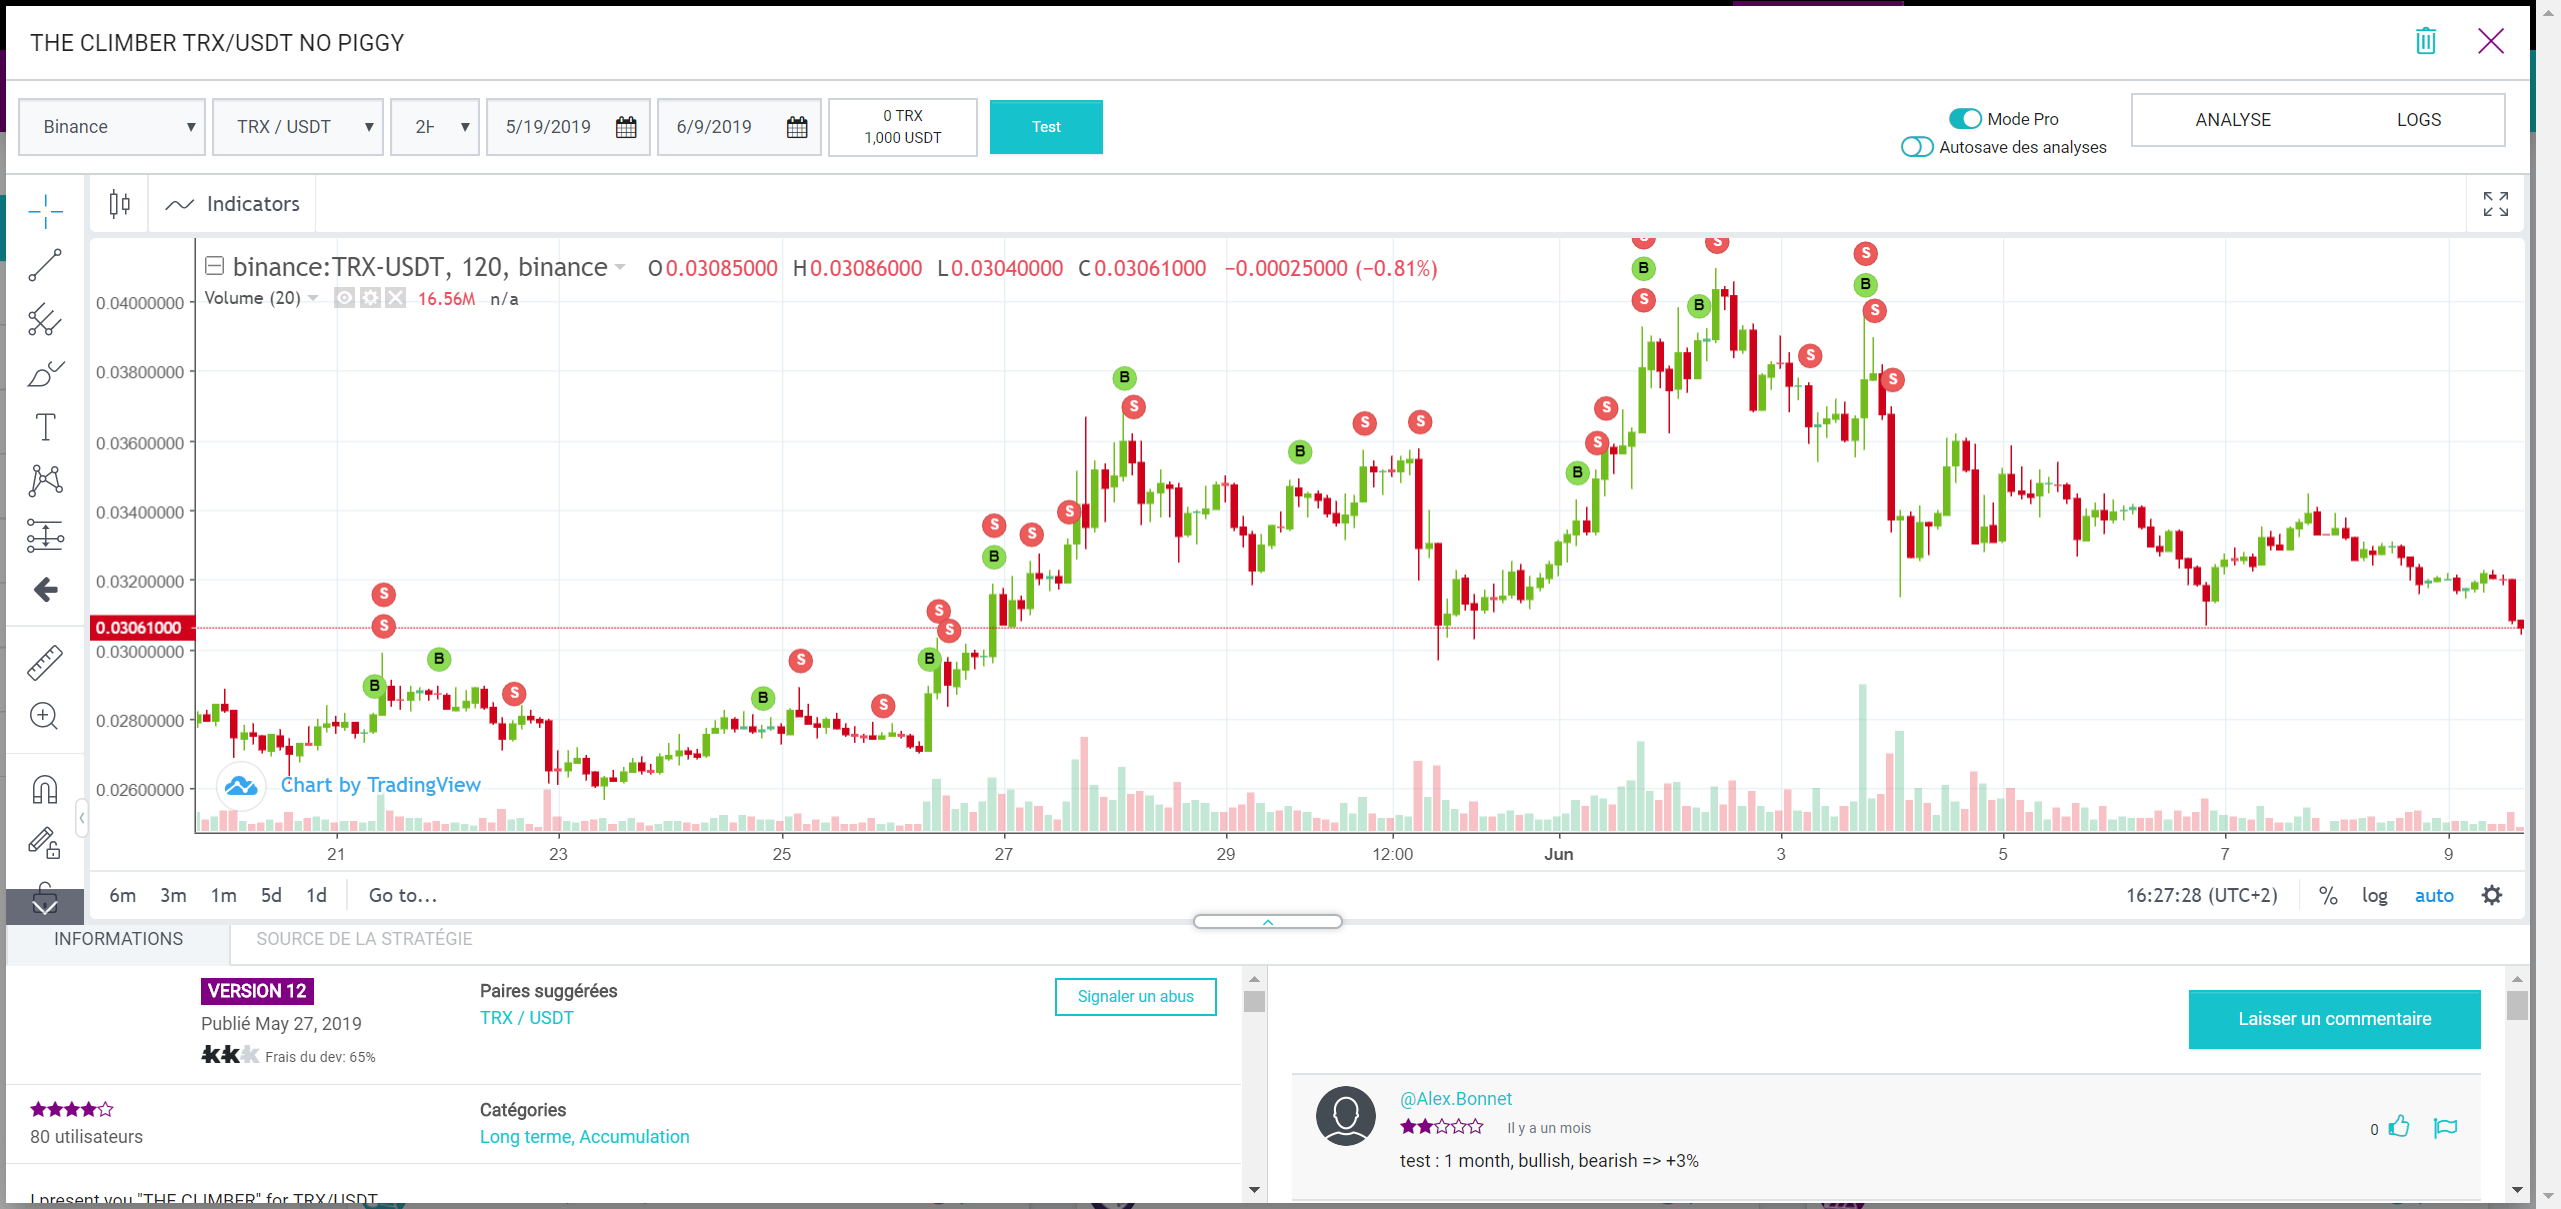 THE CLIMBER TRX/USDT NO PIGGY
Binance
TRX / USDT
2H
5/19/2019
6/9/2019
0 TRX
1,000 USDT
Test
Mode Pro
Autosave des analyses
ANALYSE
LOGS
Indicators
binance:TRX-USDT, 120, binance
O0.03085000 H0.03086000 L0.03040000 C0.03061000 −0.00025000 (−0.81%)
Volume (20)
16.56M n/a
0.04000000
0.03800000
0.03600000
0.03400000
0.03200000
0.03061000
0.03000000
0.02800000
0.02600000
S
S
B
B
S
B
S
S
B
S
S
S
B
S
S
B
S
B
S
S
B
S
S
B
S
B
S
S
S
B
S
S
Chart by TradingView
21
23
25
27
29
12:00
Jun
3
5
7
9
6m
3m
1m
5d
1d
Go to...
16:27:28 (UTC+2)
%
log
auto
INFORMATIONS
SOURCE DE LA STRATÉGIE
VERSION 12
Publié May 27, 2019
Frais du dev: 65%
Paires suggérées
TRX / USDT
Signaler un abus
80 utilisateurs
Catégories
Long terme, Accumulation
I present you "THE CLIMBER" for TRX/USDT
Laisser un commentaire
@Alex.Bonnet
Il y a un mois
0
test : 1 month, bullish, bearish => +3%